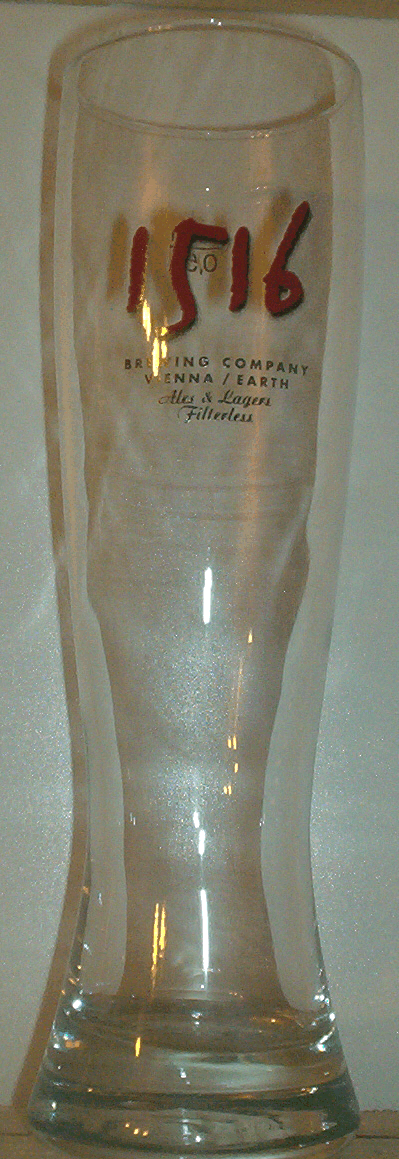 1516
BREWING COMPANY
VIENNA / EARTH
Ales & Lagers
Filterless